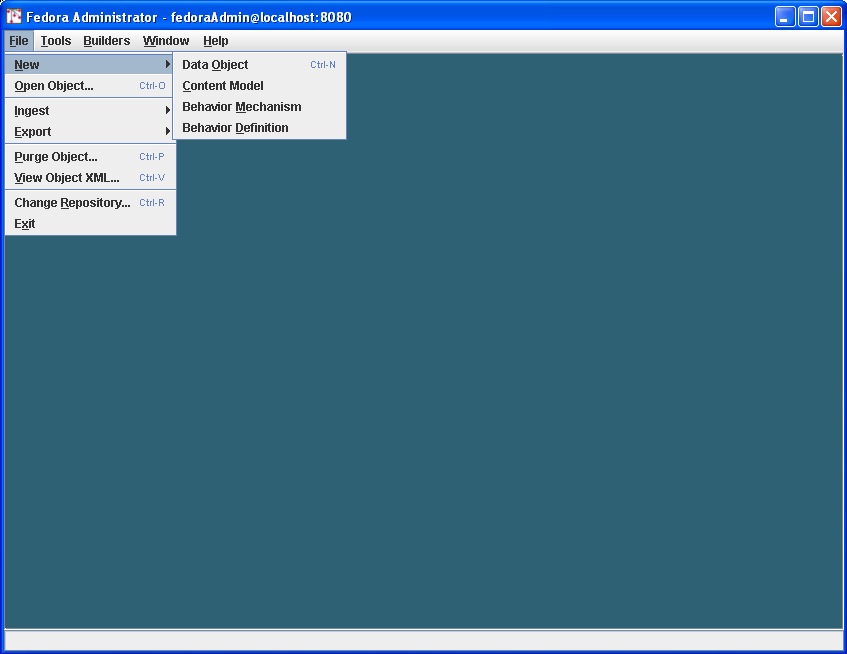 Fedora Administrator - fedoraAdmin@localhost:8080
File Tools Builders Window Help
New
Open Object... Ctrl-O
Ingest
Export
Purge Object... Ctrl-P
View Object XML... Ctrl-V
Change Repository... Ctrl-R
Exit
Data Object Ctrl-N
Content Model
Behavior Mechanism
Behavior Definition